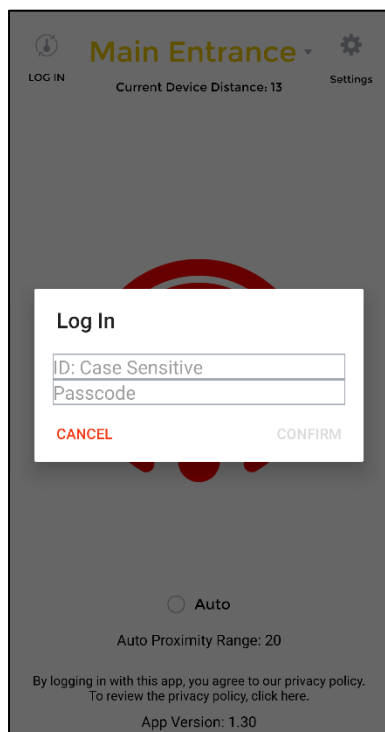 Main Entrance
LOG IN
Settings
Current Device Distance: 13
Log In
ID: Case Sensitive
Passcode
CANCEL
CONFIRM
Auto
Auto Proximity Range: 20
By logging in with this app, you agree to our privacy policy.
To review the privacy policy, click here.
App Version: 1.30